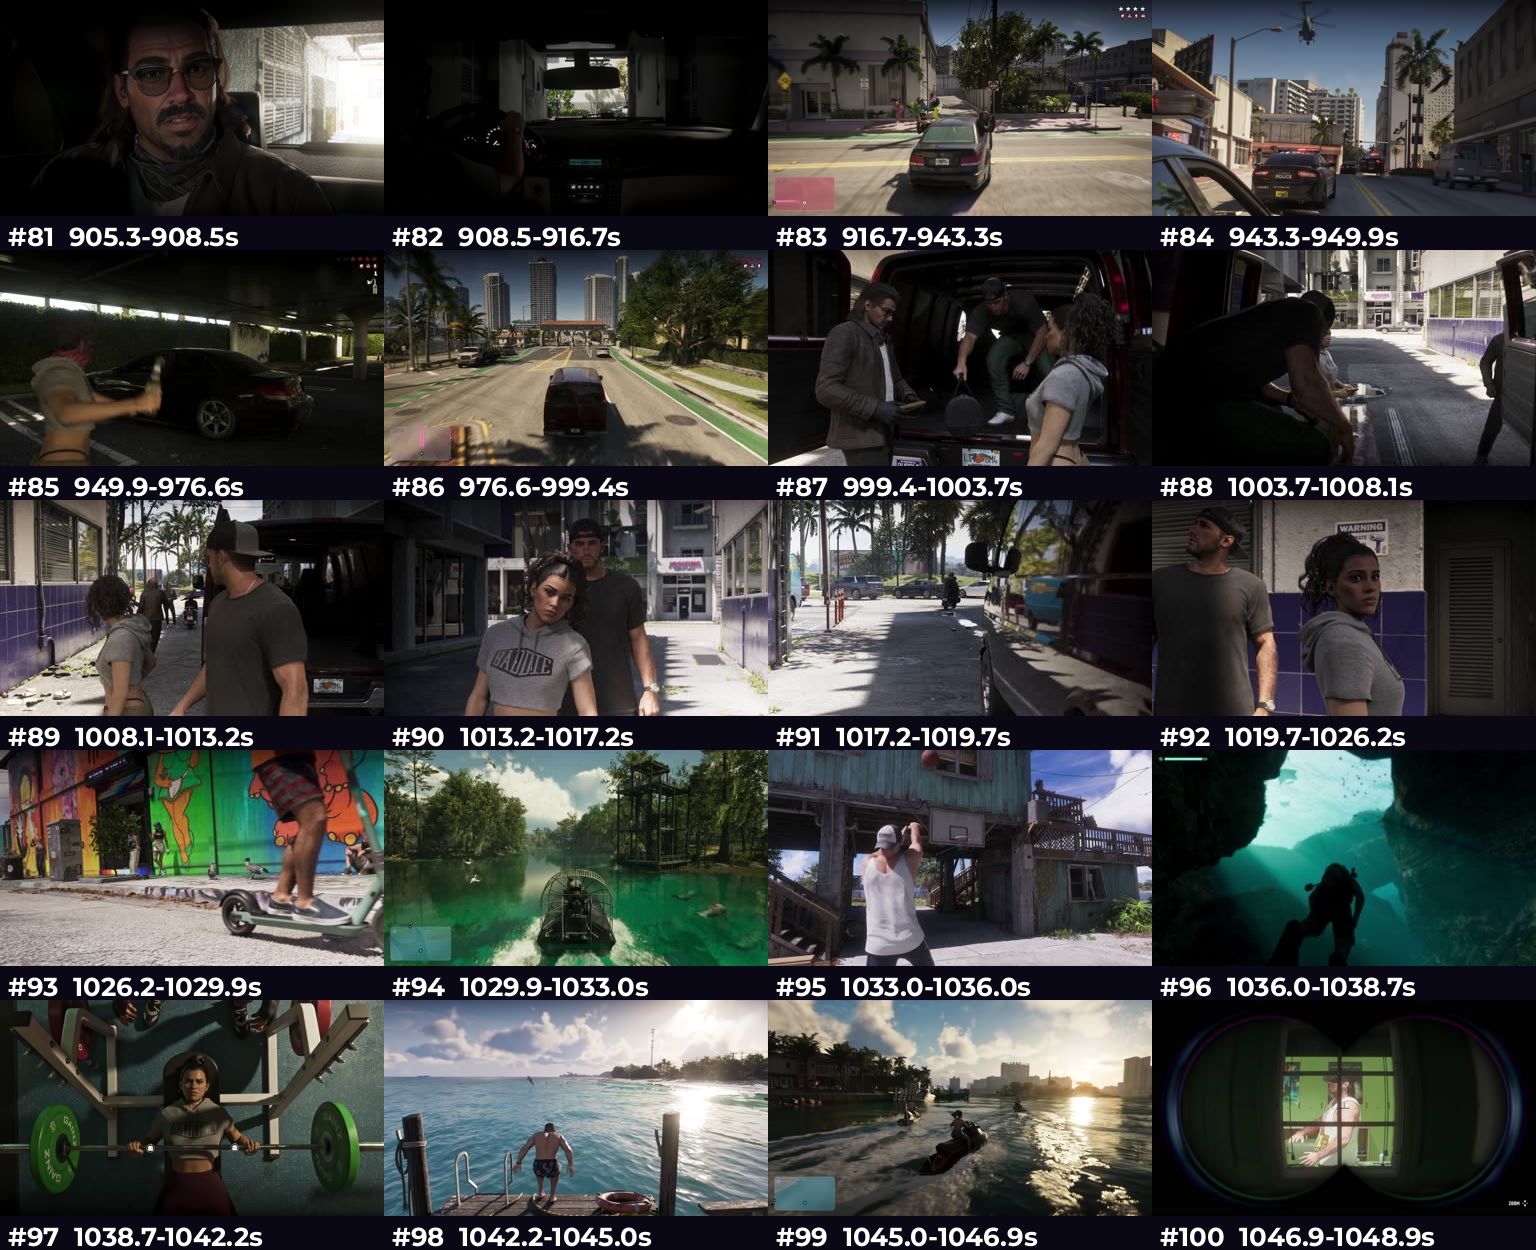 #81 905.3-908.5s
#82 908.5-916.7s
#83 916.7-943.3s
POLICE
#84 943.3-949.9s
#85 949.9-976.6s
#86 976.6-999.4s
#87 999.4-1003.7s
#88 1003.7-1008.1s
#89 1008.1-1013.2s
BADDIE
#90 1013.2-1017.2s
#91 1017.2-1019.7s
WARNING
#92 1019.7-1026.2s
#93 1026.2-1029.9s
#94 1029.9-1033.0s
#95 1033.0-1036.0s
#96 1036.0-1038.7s
GAINZ
GAINZ
#97 1038.7-1042.2s
#98 1042.2-1045.0s
#99 1045.0-1046.9s
ZOOM
#100 1046.9-1048.9s